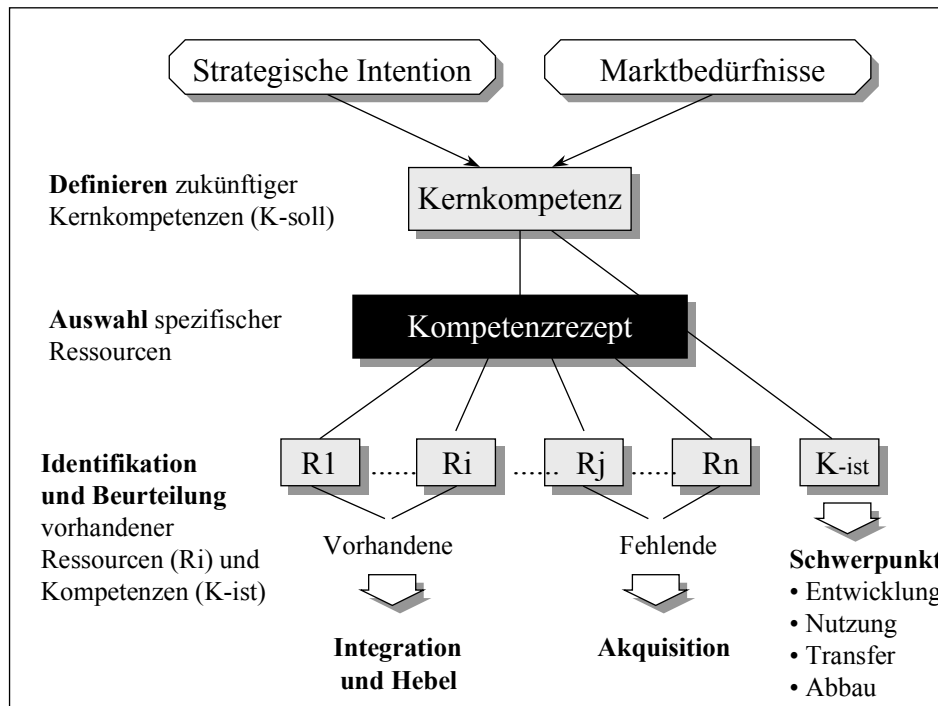 Strategische Intention
Marktbedürfnisse
Definieren zukünftiger
Kernkompetenzen (K-soll)
Kernkompetenz
Auswahl spezifischer
Ressourcen
Kompetenzrezept
Identifikation
und Beurteilung
vorhandener
Ressourcen (Ri) und
Kompetenzen (K-ist)
R1 ...... Ri ...... Rj ...... Rn
K-ist
Vorhandene
Fehlende
Integration
und Hebel
Akquisition
Schwerpunkt
• Entwicklung
• Nutzung
• Transfer
• Abbau